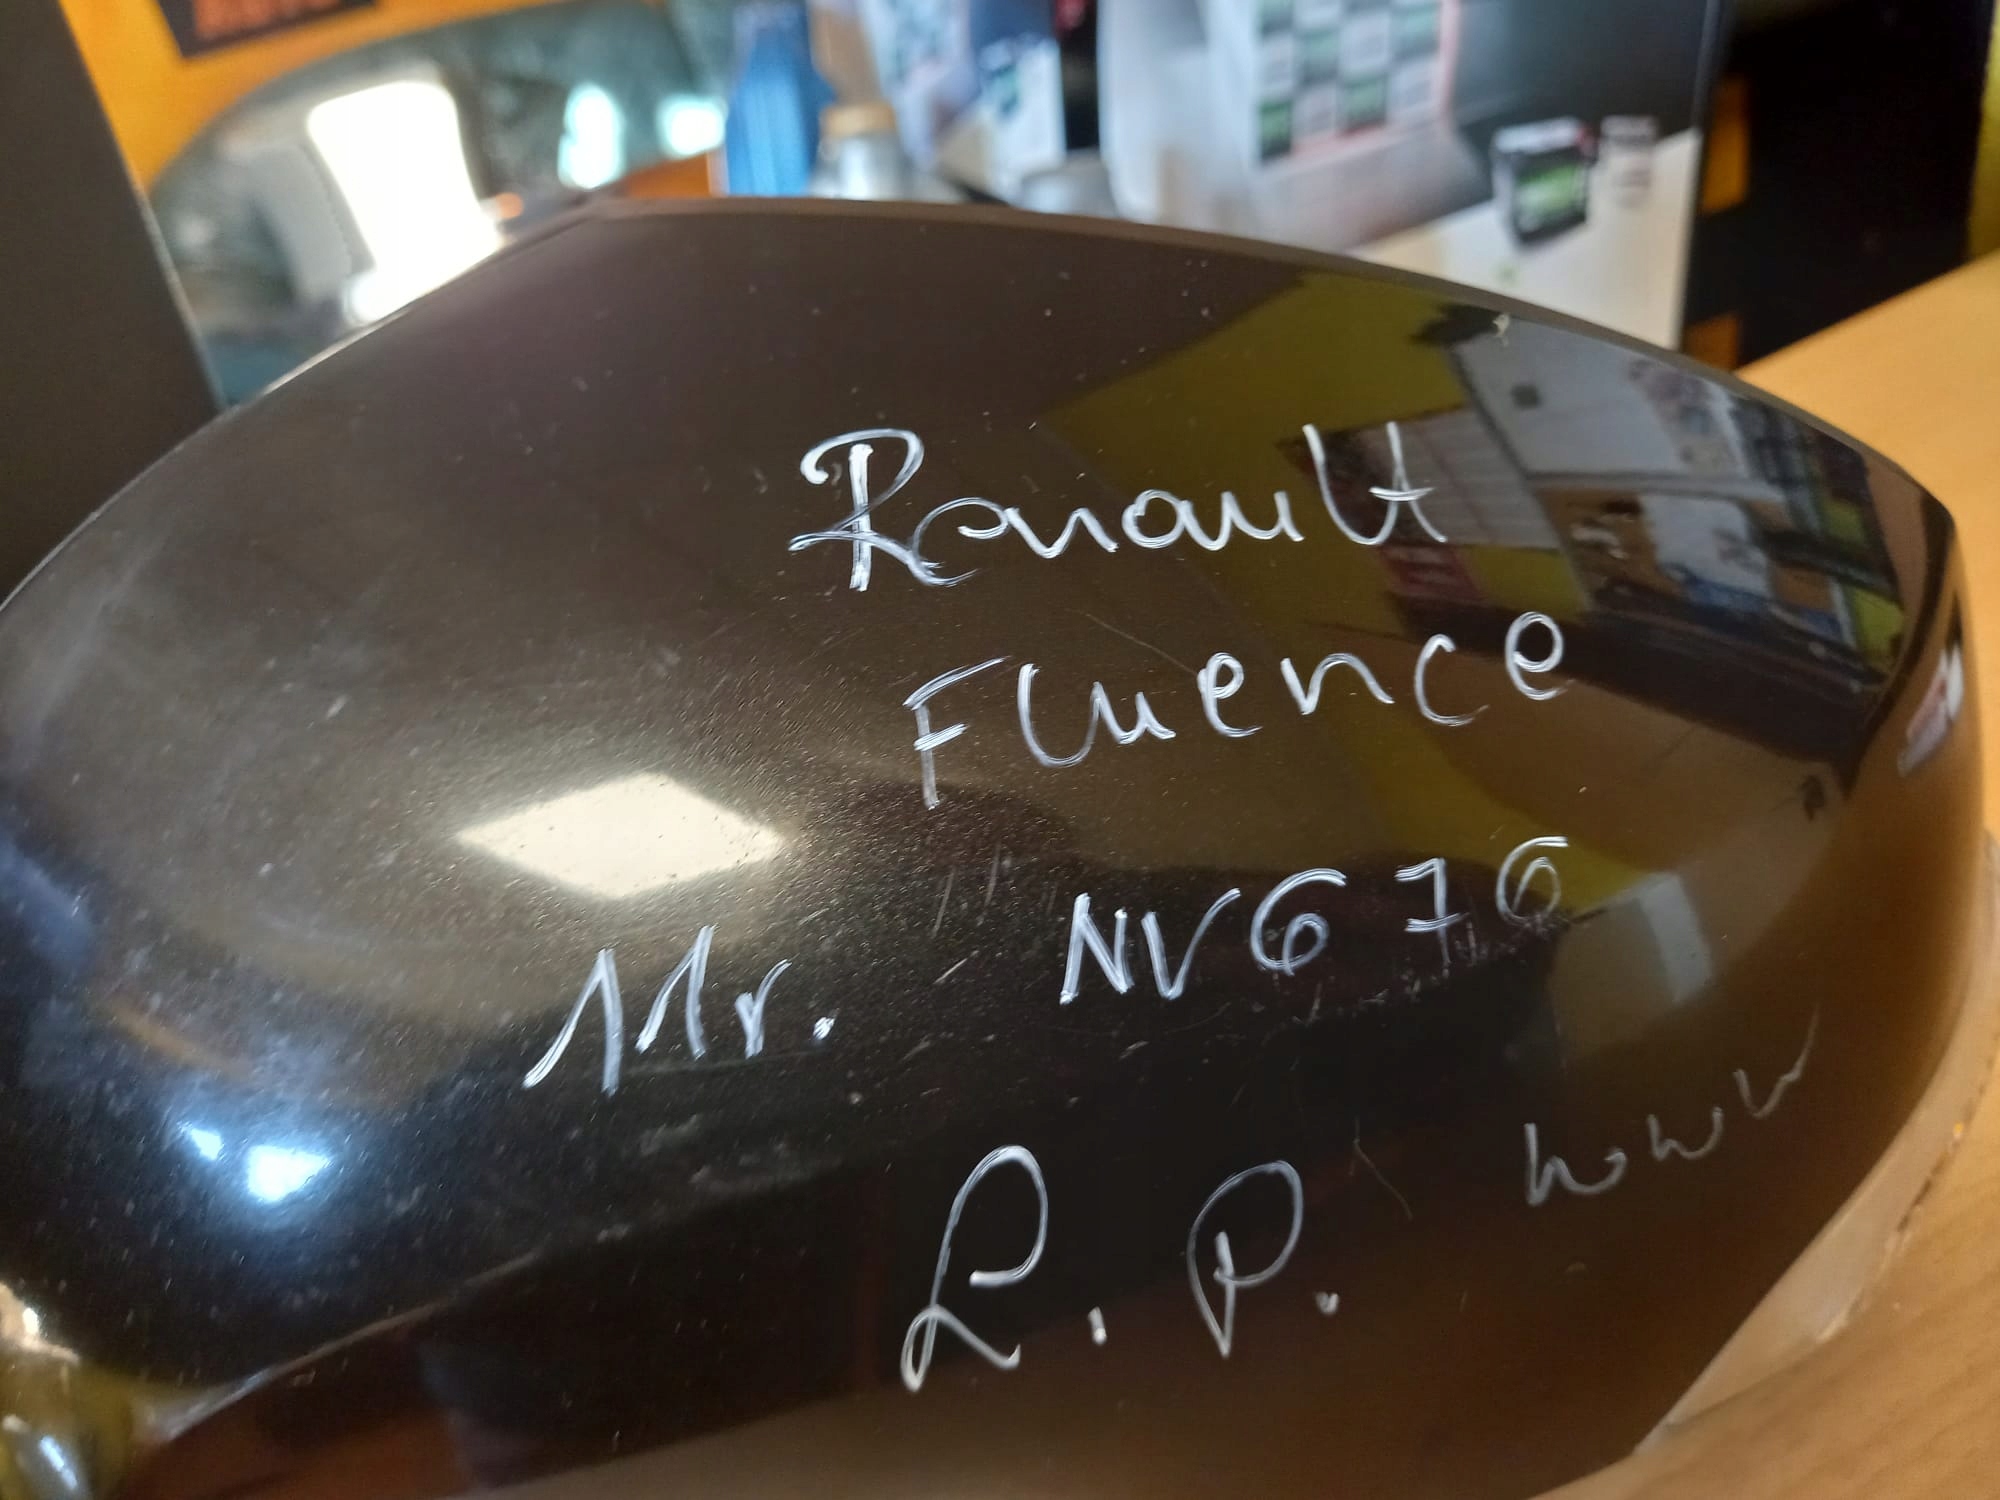 Renault
Fluence
Mr. NV676
L. P.